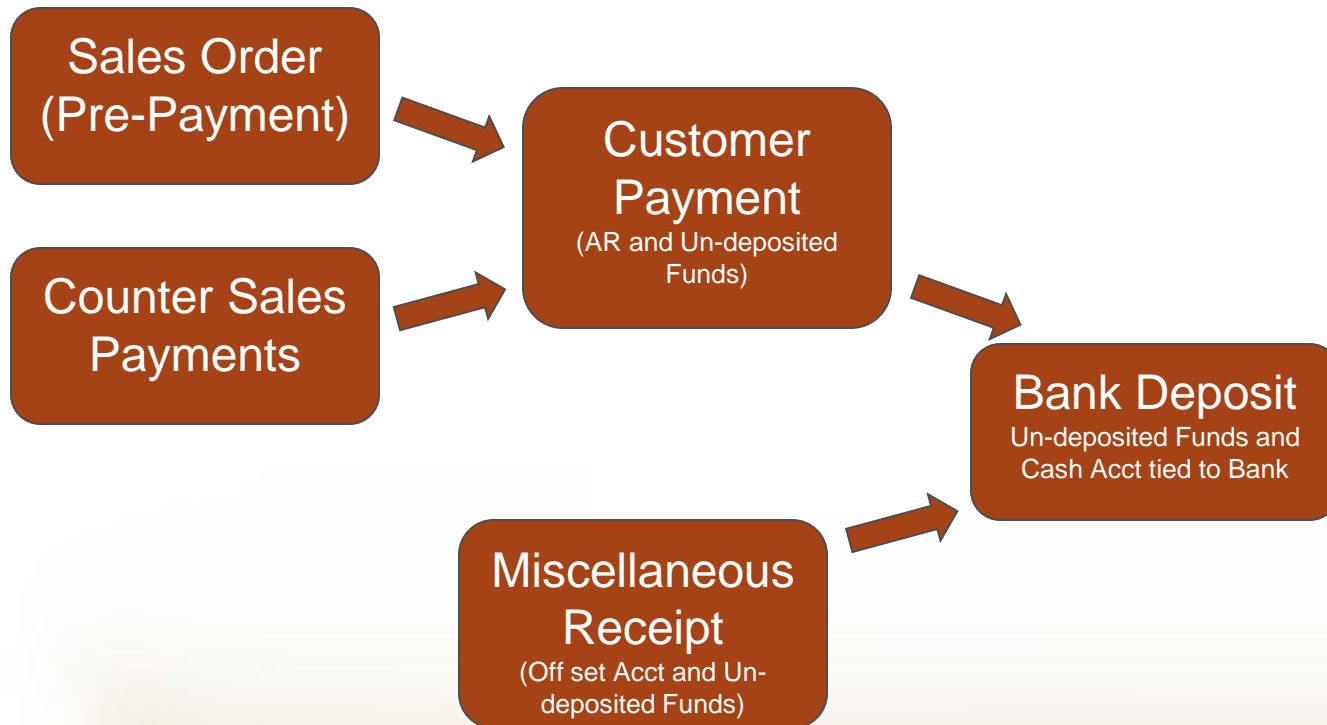 Sales Order
(Pre-Payment)
Customer
Payment
(AR and Un-deposited
Funds)
Counter Sales
Payments
Bank Deposit
Un-deposited Funds and
Cash Acct tied to Bank
Miscellaneous
Receipt
(Off set Acct and Un-
deposited Funds)